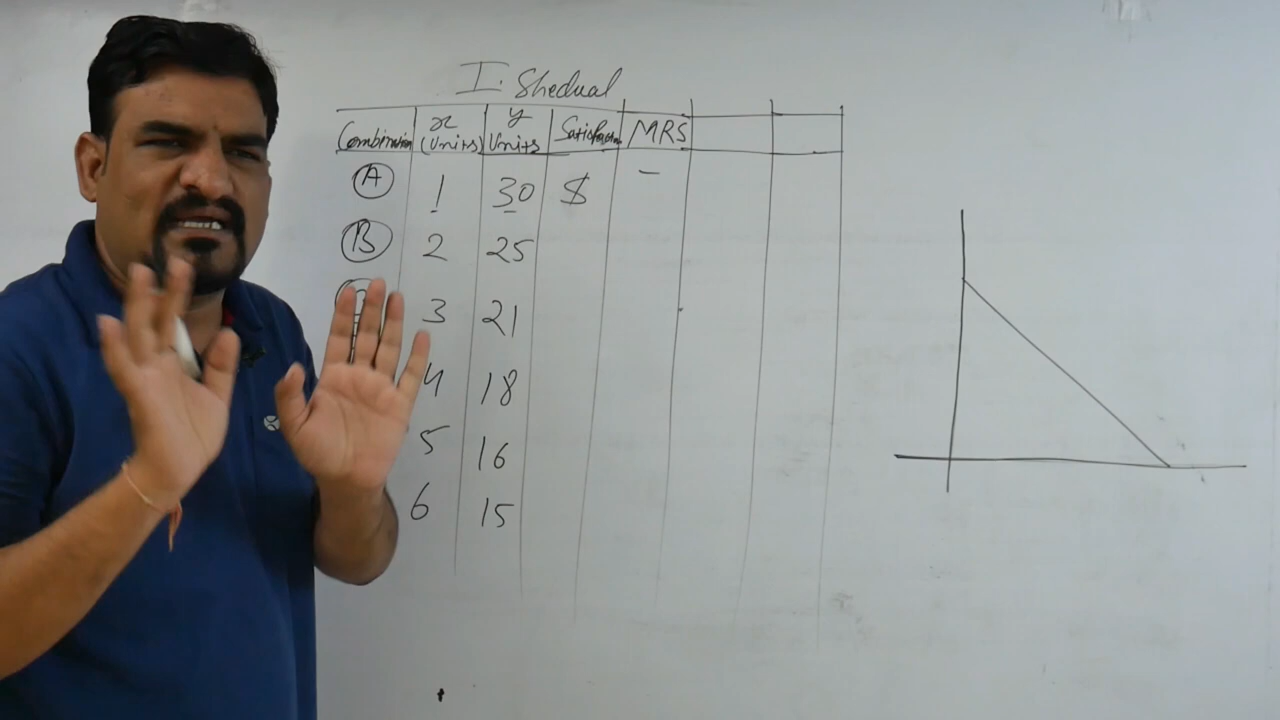 I. Shedual
Combination x (Units) y Units Satisfaction MRS
A 1 30 $ -
B 2 25
3 21
4 18
5 16
6 15